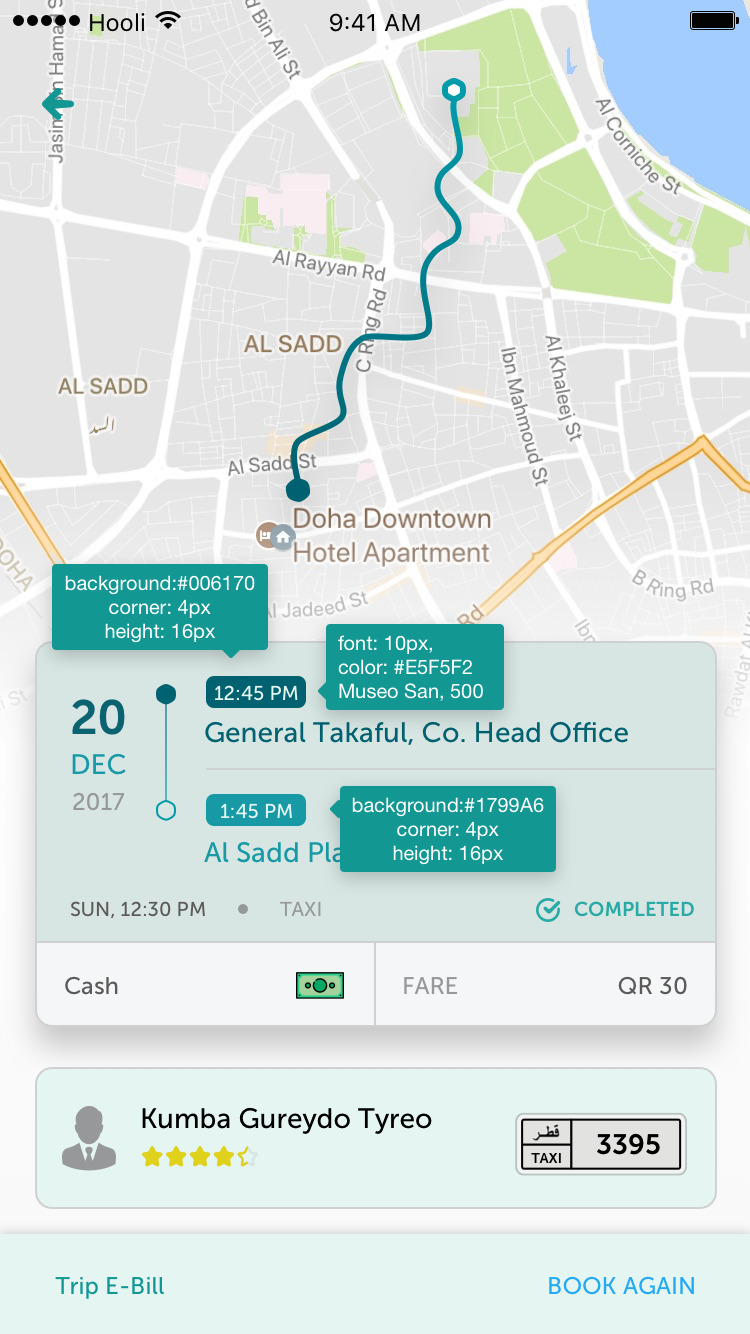 Hooli
9:41 AM
d Bin Ali St
Jasim Bin Hamad S
Al Corniche St
Al Rayyan Rd
C Ring Rd
AL SADD
Ibn Mahmoud St
Al Khaleej St
AL SADD
السد
Al Sadd St
Doha Downtown
Hotel Apartment
DOHA
B Ring Rd
Al Jadeed St
Rd
Ibn
Rawdat Al K
i St
background:#006170
corner: 4px
height: 16px
font: 10px,
color: #E5F5F2
Museo San, 500
20
DEC
2017
12:45 PM
General Takaful, Co. Head Office
1:45 PM
Al Sadd Pla
background:#1799A6
corner: 4px
height: 16px
SUN, 12:30 PM • TAXI
COMPLETED
Cash
FARE
QR 30
Kumba Gureydo Tyreo
قطر
TAXI
3395
Trip E-Bill
BOOK AGAIN